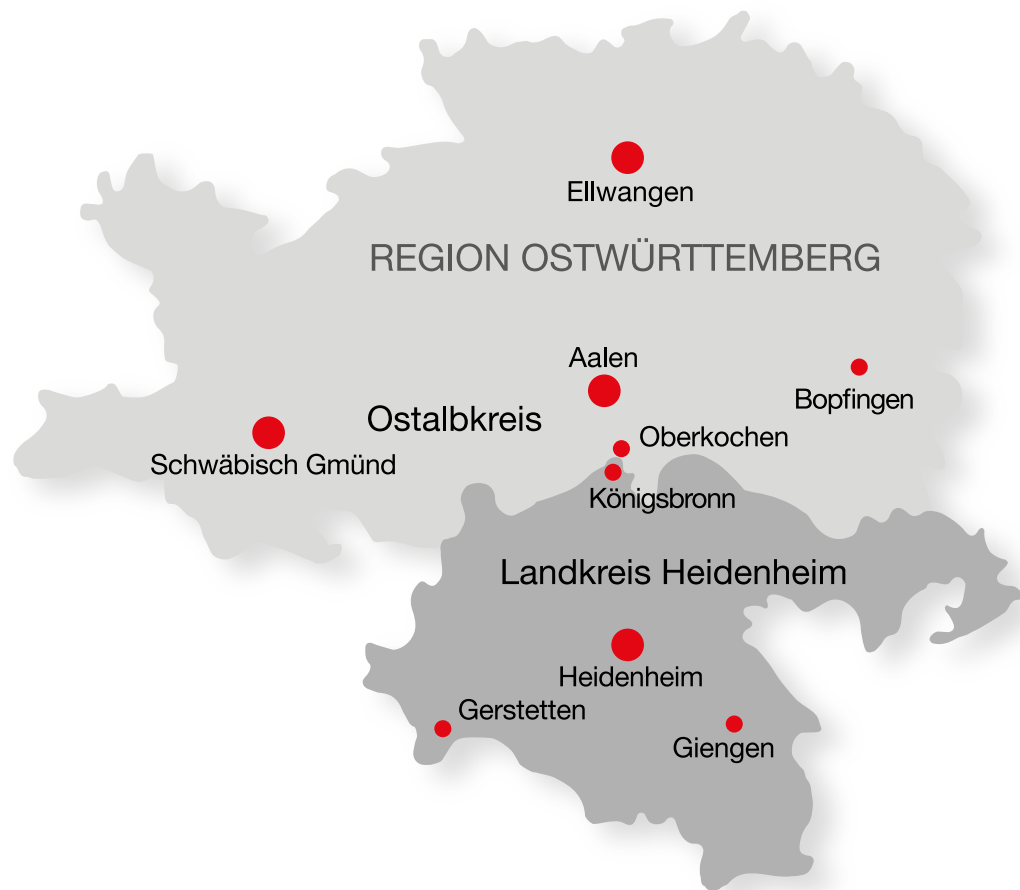 Ellwangen
REGION OSTWÜRTTEMBERG
Aalen
Bopfingen
Ostalbkreis
Oberkochen
Schwäbisch Gmünd
Königsbronn
Landkreis Heidenheim
Heidenheim
Gerstetten
Giengen